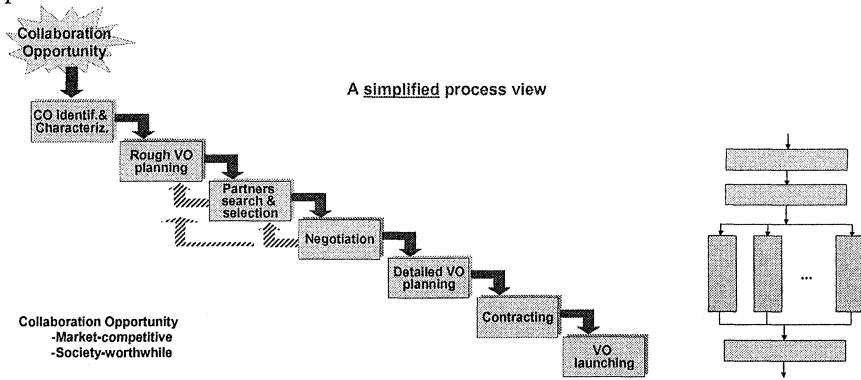 Collaboration
Opportunity
A simplified process view
CO Identif.&
Characteriz.
Rough VO
planning
Partners
search &
selection
Negotiation
Detailed VO
planning
Contracting
VO
launching
Collaboration Opportunity
-Market-competitive
-Society-worthwhile
...